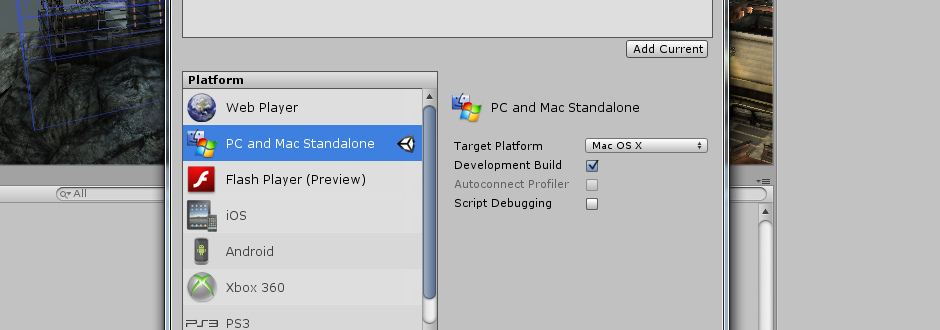 Add Current
Platform
Web Player
PC and Mac Standalone
Flash Player (Preview)
iOS
Android
Xbox 360
PS3 PS3
PC and Mac Standalone
Target Platform Mac OS X
Development Build
Autoconnect Profiler
Script Debugging
All